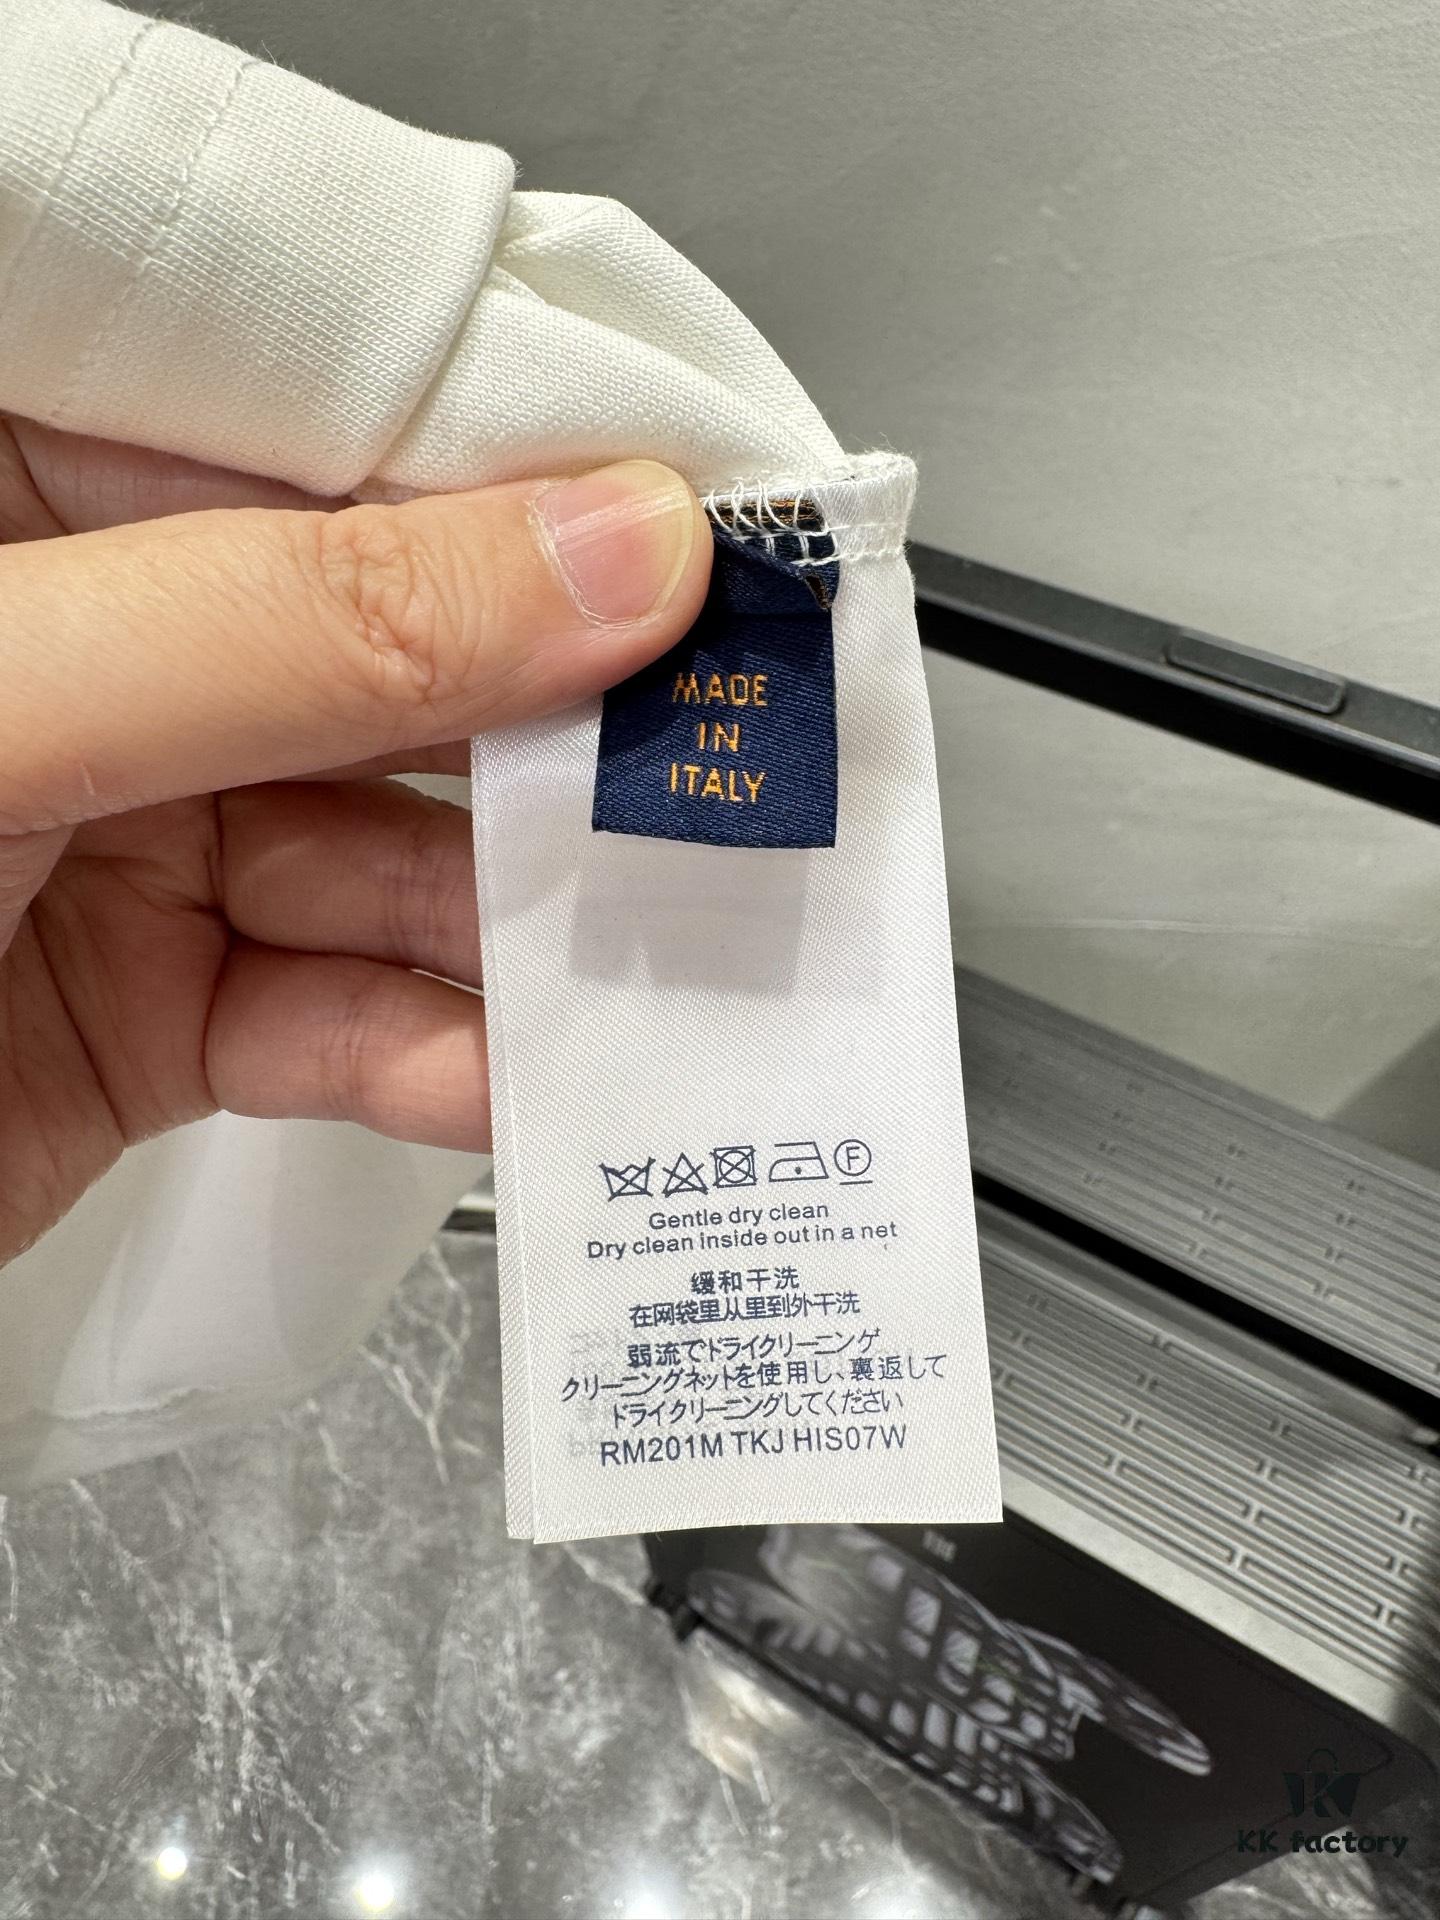 MADE
IN
ITALY
F
Gentle dry clean
Dry clean inside out in a net
缓和干洗
在网袋里从里到外干洗
弱流でドライクリーニング
クリーニングネットを使用し、裏返して
ドライクリーニングしてください
RM201M TKJ HIS07W
KK factory